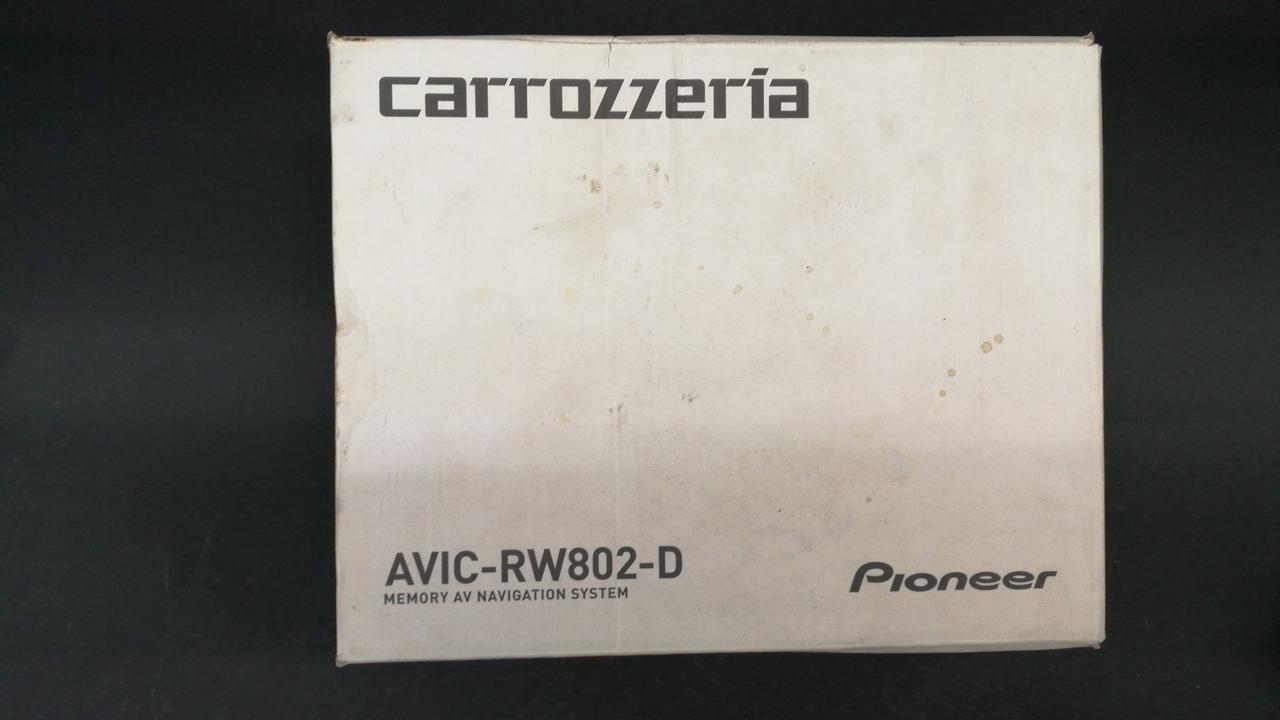 carrozzeria
AVIC-RW802-D
MEMORY AV NAVIGATION SYSTEM
Pioneer